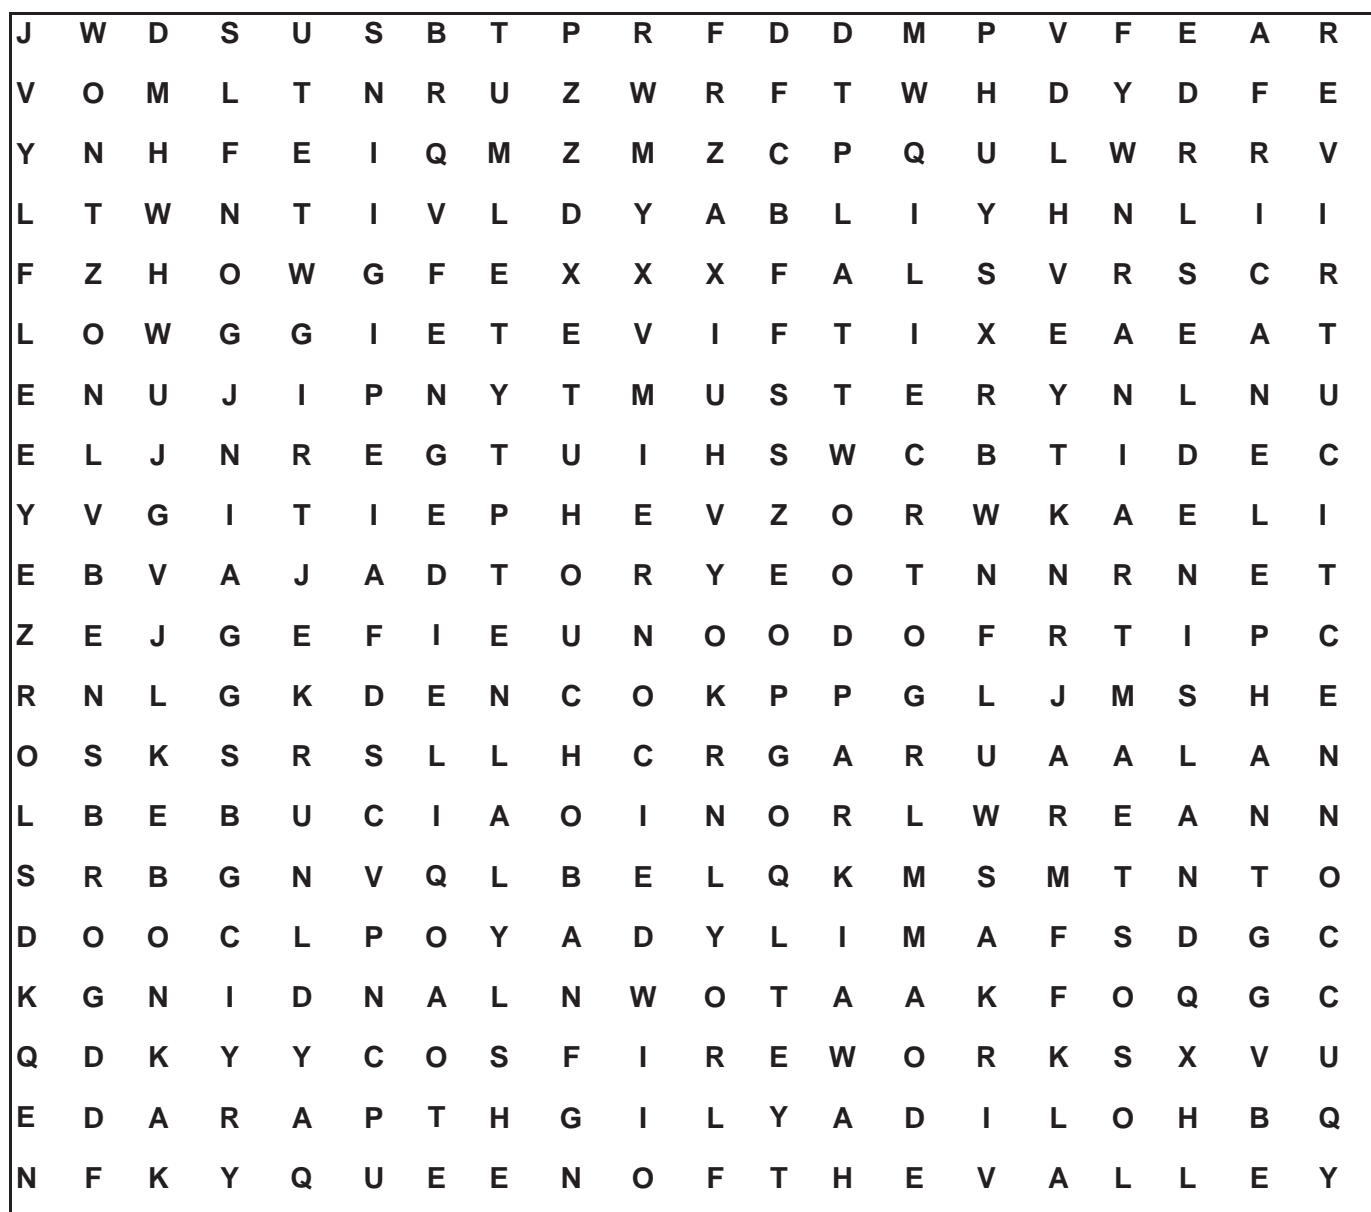 J W D S U S B T P R F D D M P V F E A R
V O M L T N R U Z W R F T W H D Y D F E
Y N H F E I Q M Z M Z C P Q U L W R R V
L T W N T I V L D Y A B L I Y H N L I I
F Z H O W G F E X X X F A L S V R S C R
L O W G G I E T E V I F T I X E A E A T
E N U J I P N Y T M U S T E R Y N L N U
E L J N R E G T U I H S W C B T I D E C
Y V G I T I E P H E V Z O R W K A E L I
E B V A J A D T O R Y E O T N N R N E T
Z E J G E F I E U N O O D O F R T I P C
R N L G K D E N C O K P P G L J M S H E
O S K S R S L L H C R G A R U A A L A N
L B E B U C I A O I N O R L W R E A N N
S R B G N V Q L B E L Q K M S M T N T O
D O O C L P O Y A D Y L I M A F S D G C
K G N I D N A L N W O T A A K F O Q G C
Q D K Y Y C O S F I R E W O R K S X V U
E D A R A P T H G I L Y A D I L O H B Q
N F K Y Q U E E N O F T H E V A L L E Y